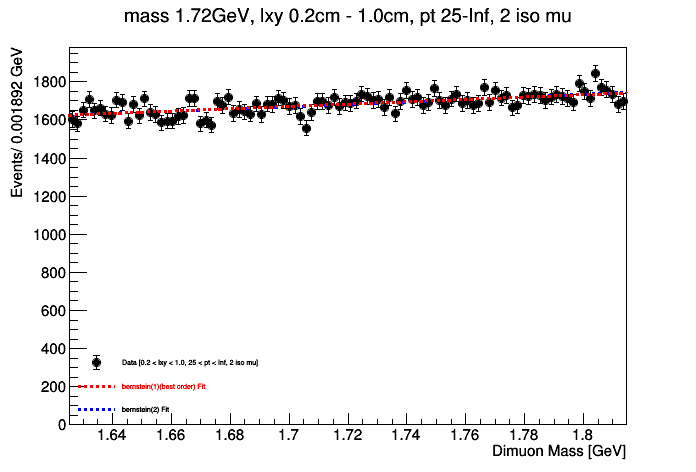 mass 1.72GeV, lxy 0.2cm - 1.0cm, pt 25-Inf, 2 iso mu
Events/ 0.001892 GeV
1800
1600
1400
1200
1000
800
600
400
200
0
Data [0.2 < lxy < 1.0, 25 < pt < Inf, 2 iso mu]
bernstein(1)(best order) Fit
bernstein(2) Fit
1.64 1.66 1.68 1.7 1.72 1.74 1.76 1.78 1.8
Dimuon Mass [GeV]